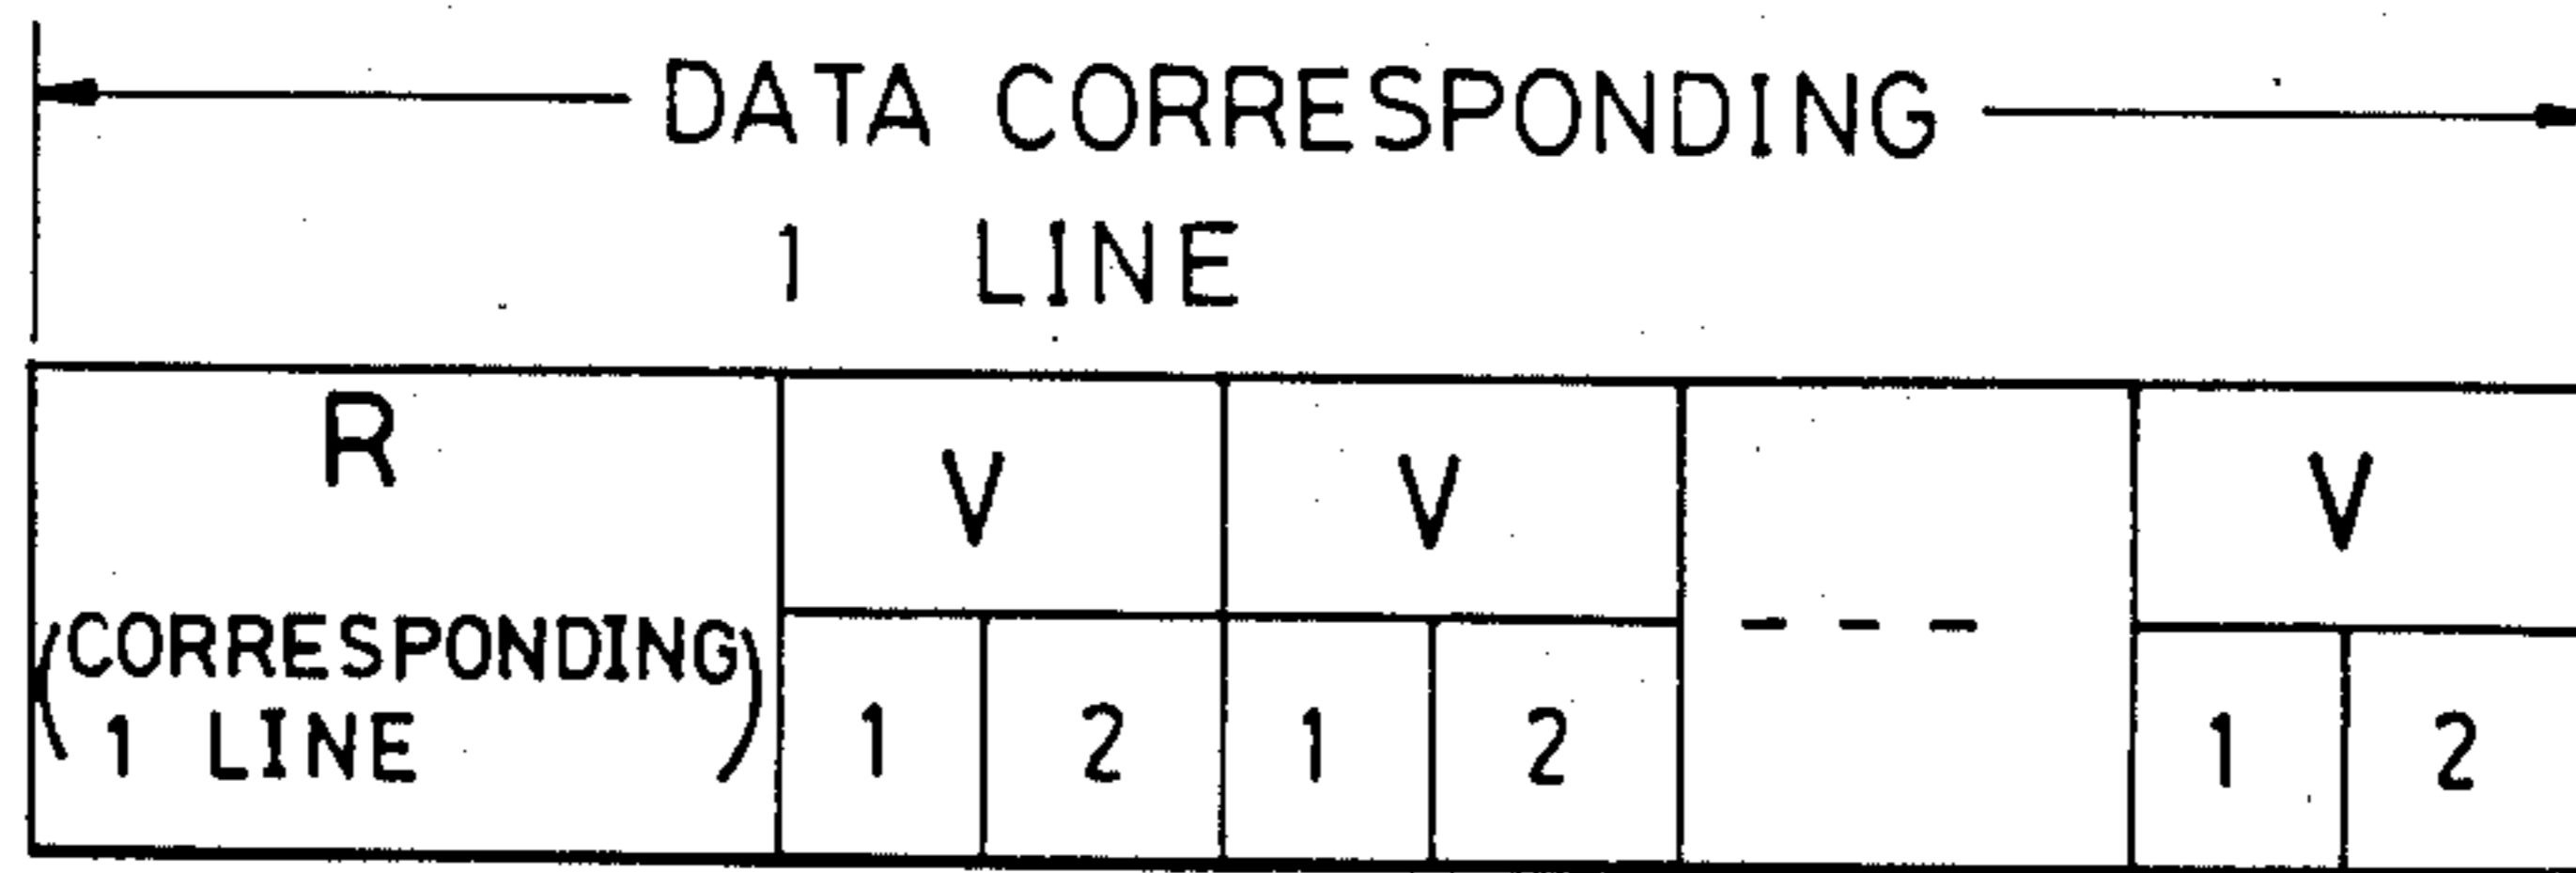 DATA CORRESPONDING
1 LINE
R V V --- V
(CORRESPONDING
1 LINE) 1 2 1 2 1 2